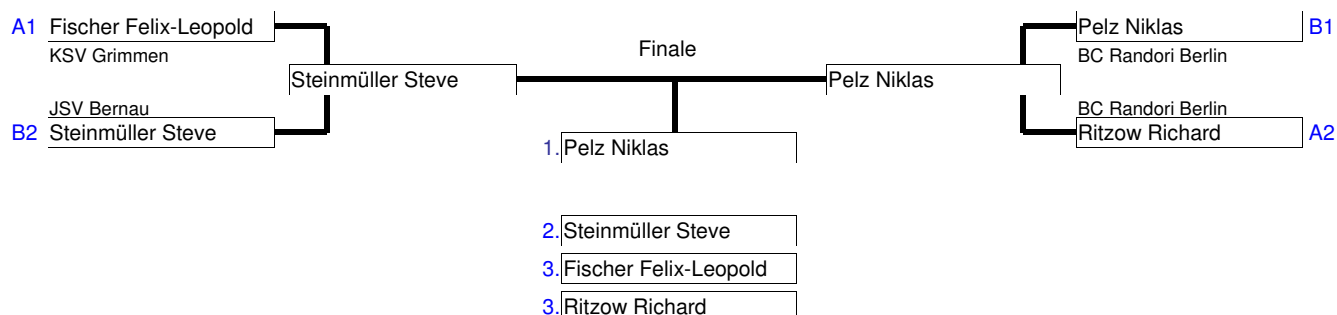 A1 Fischer Felix-Leopold
KSV Grimmen
JSV Bernau
B2 Steinmüller Steve
Steinmüller Steve
Finale
Pelz Niklas
Pelz Niklas B1
BC Randori Berlin
BC Randori Berlin
Ritzow Richard A2
1. Pelz Niklas
2. Steinmüller Steve
3. Fischer Felix-Leopold
3. Ritzow Richard